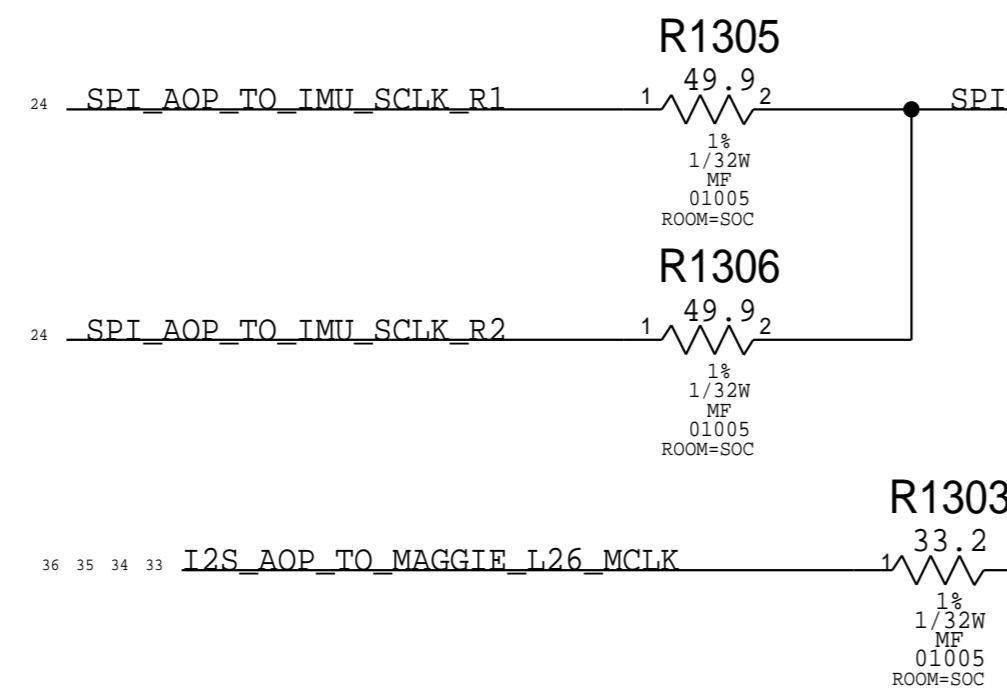 R1305
49.9
24 SPI_AOP_TO_IMU_SCLK_R1 1 2 SPI
1%
1/32W
MF
01005
ROOM=SOC
R1306
49.9
24 SPI_AOP_TO_IMU_SCLK_R2 1 2
1%
1/32W
MF
01005
ROOM=SOC
R1303
33.2
36 35 34 33 I2S_AOP_TO_MAGGIE_L26_MCLK 1
1%
1/32W
MF
01005
ROOM=SOC